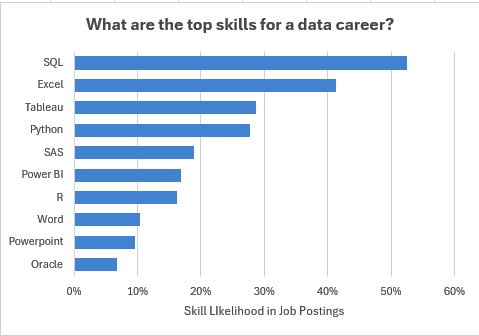 What are the top skills for a data career?
SQL
Excel
Tableau
Python
SAS
Power BI
R
Word
Powerpoint
Oracle
0% 10% 20% 30% 40% 50% 60%
Skill LIkelihood in Job Postings